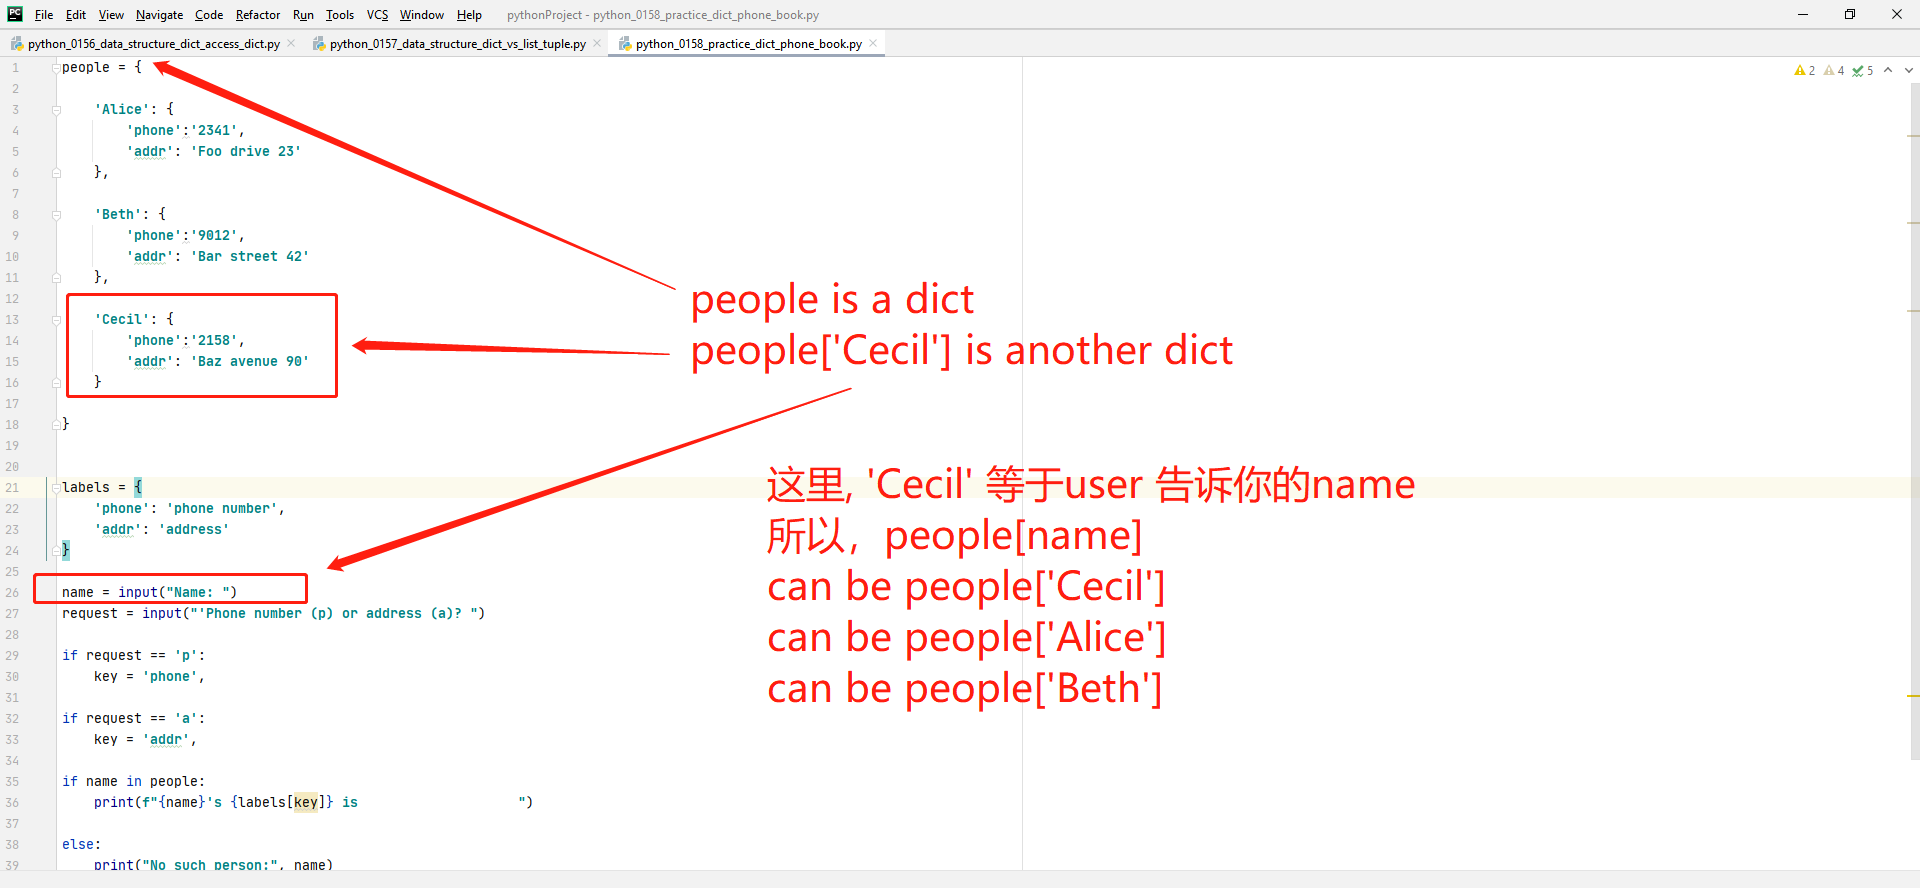 PC File Edit View Navigate Code Refactor Run Tools VCS Window Help pythonProject - python_0158_practice_dict_phone_book.py
python_0156_data_structure_dict_access_dict.py python_0157_data_structure_dict_vs_list_tuple.py python_0158_practice_dict_phone_book.py
2 4 5
1 people = {
2
3 'Alice': {
4 'phone':'2341',
5 'addr': 'Foo drive 23'
6 },
7
8 'Beth': {
9 'phone':'9012',
10 'addr': 'Bar street 42'
11 },
12
13 'Cecil': {
14 'phone':'2158',
15 'addr': 'Baz avenue 90'
16 }
17
18 }
19
20
21 labels = {
22 'phone': 'phone number',
23 'addr': 'address'
24 }
25
26 name = input("Name: ")
27 request = input("'Phone number (p) or address (a)? ")
28
29 if request == 'p':
30 key = 'phone',
31
32 if request == 'a':
33 key = 'addr',
34
35 if name in people:
36 print(f"{name}'s {labels[key]} is                    ")
37
38 else:
39 print("No such person:", name)
people is a dict
people['Cecil'] is another dict
这里, 'Cecil' 等于user 告诉你的name
所以，people[name]
can be people['Cecil']
can be people['Alice']
can be people['Beth']